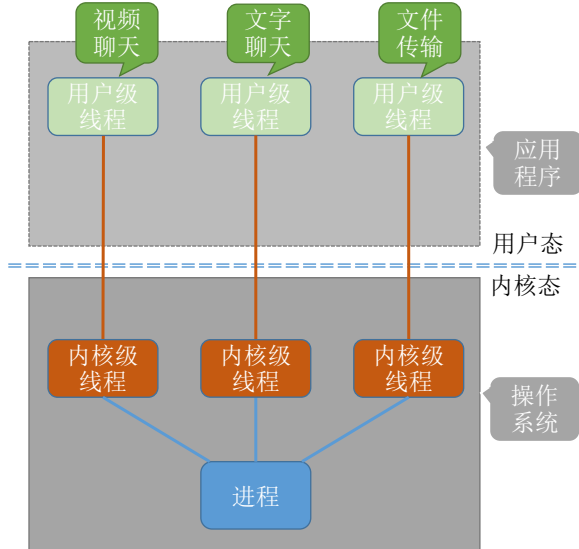 视频
聊天
文字
聊天
文件
传输
用户级
线程
用户级
线程
用户级
线程
应用
程序
用户态
内核态
内核级
线程
内核级
线程
内核级
线程
操作
系统
进程